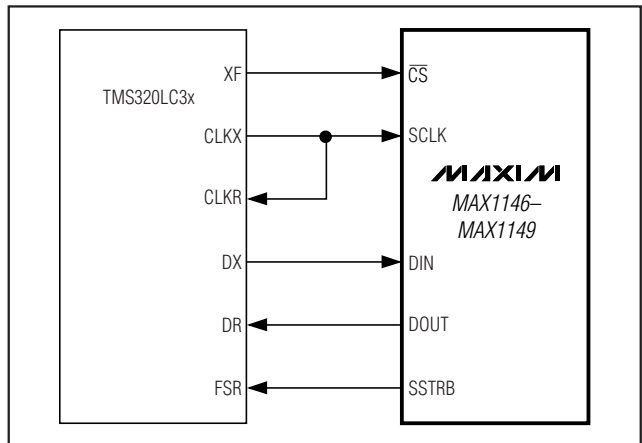 TMS320LC3x
XF
CLKX
CLKR
DX
DR
FSR
CS
SCLK
MAXIM
MAX1146–
MAX1149
DIN
DOUT
SSTRB